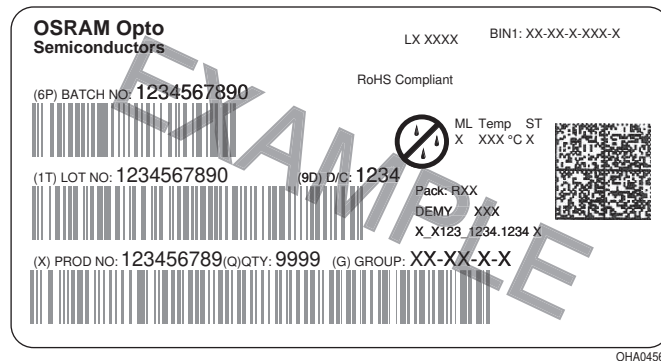 OSRAM Opto
Semiconductors
LX XXXX
BIN1: XX-XX-X-XXX-X
RoHS Compliant
(6P) BATCH NO: 1234567890
ML Temp ST
X XXX °C X
(1T) LOT NO: 1234567890
(9D) D/C: 1234
Pack: RXX
DEMY XXX
X_X123_1234.1234 X
(X) PROD NO: 123456789(Q)QTY: 9999 (G) GROUP: XX-XX-X-X
EXAMPLE
OHA0456